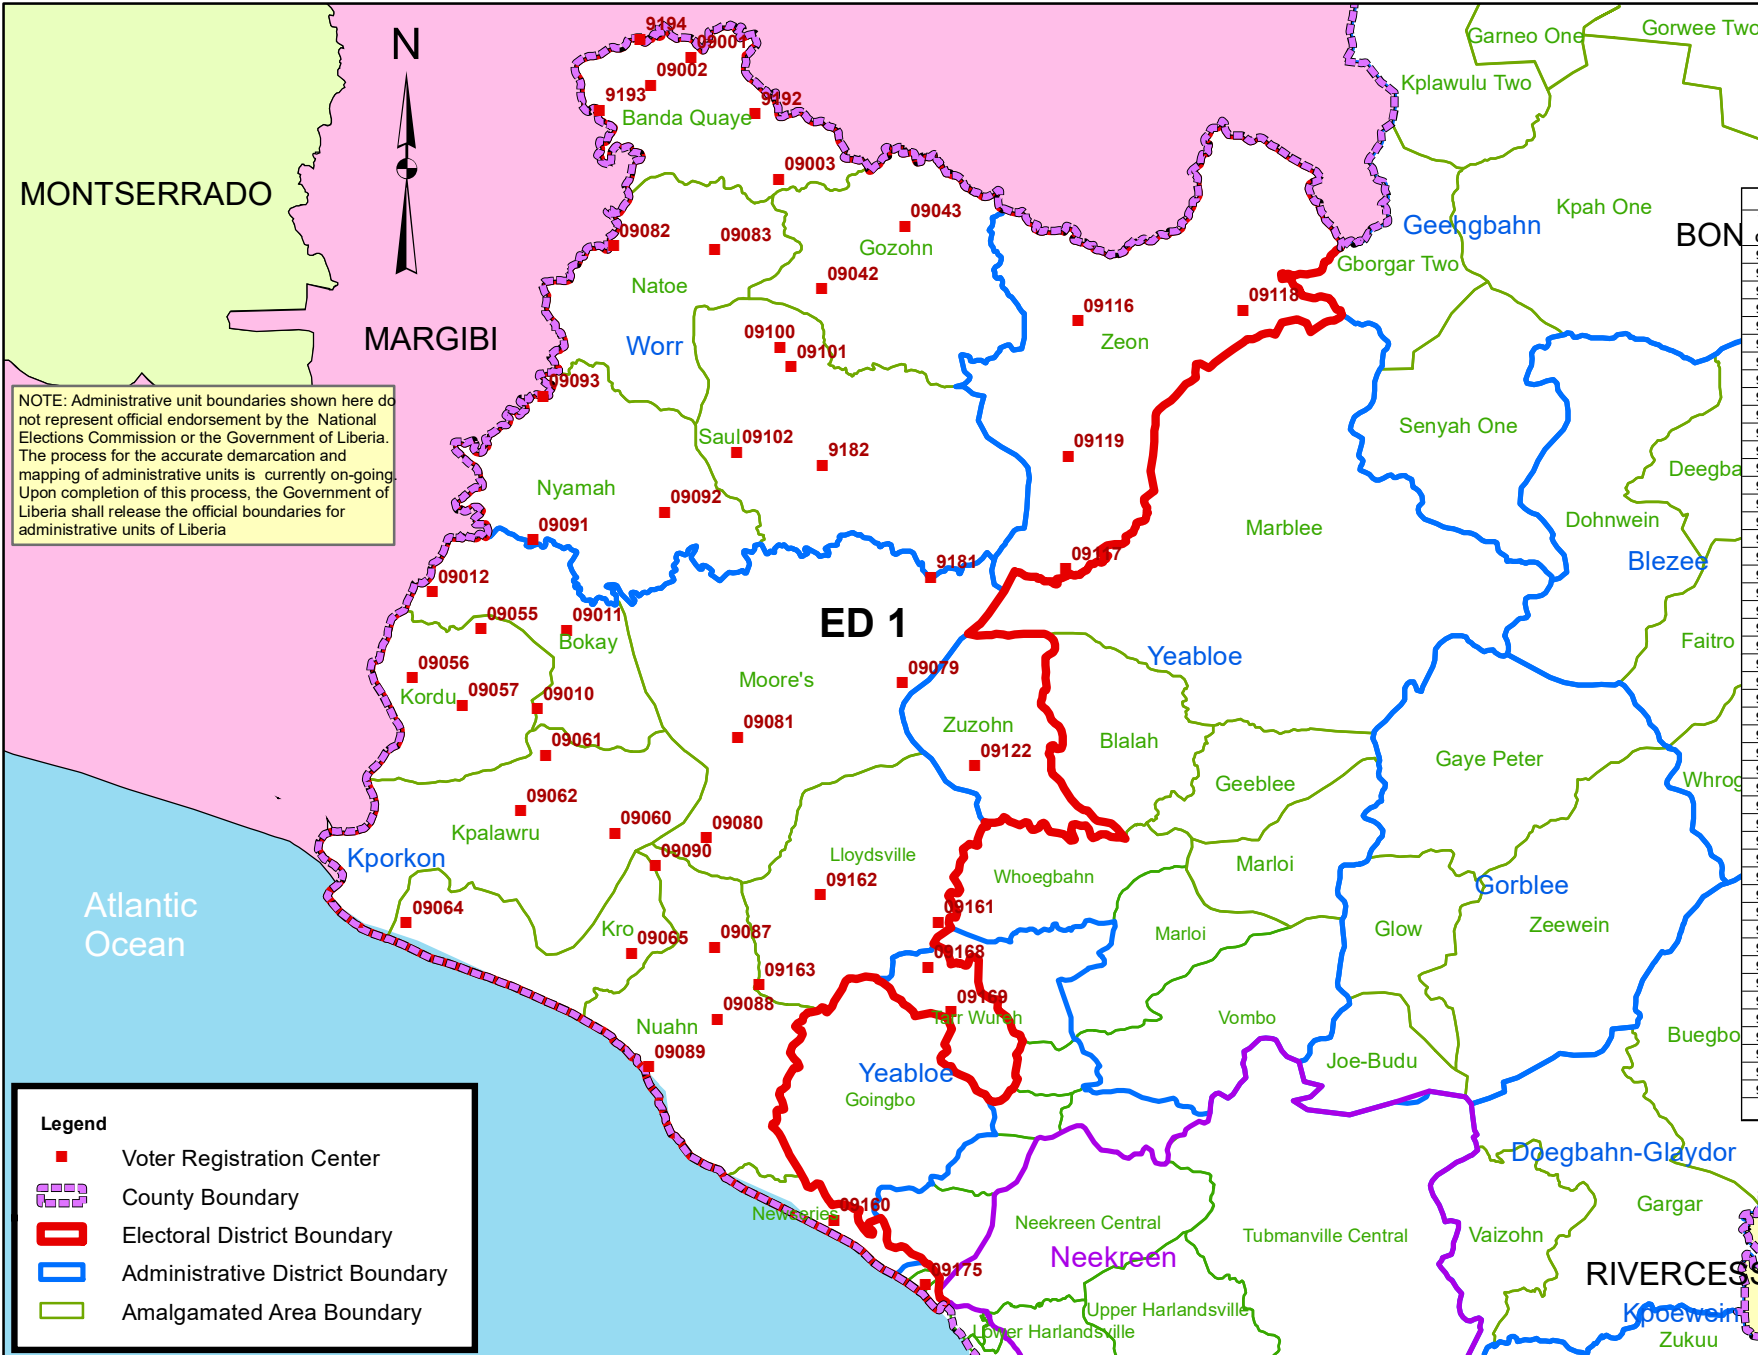 9194
09001
09002
9193
9192
Banda Quaye
09003
N
MONTSERRADO
MARGIBI
Garneo One
Gorwee Two
Kplawulu Two
Kpah One
Geehgbahn
BON
Gborgar Two
09082
09083
09043
Gozohn
09042
Natoe
09116
09118
Zeon
Worr
09100
09101
09093
NOTE: Administrative unit boundaries shown here do
not represent official endorsement by the National
Elections Commission or the Government of Liberia.
The process for the accurate demarcation and
mapping of administrative units is currently on-going.
Upon completion of this process, the Government of
Liberia shall release the official boundaries for
administrative units of Liberia
Saul
09102
9182
09119
Senyah One
Deegba
Nyamah
09092
09091
Marblee
Dohnwein
Blezee
9181
09117
09012
09055
09011
Bokay
ED 1
Faitro
Yeabloe
09056
Kordu
09057
09010
Moore's
09079
09081
Zuzohn
09122
Blalah
09061
Gaye Peter
Geeblee
Whrog
09062
Kpalawru
09060
09080
09090
Kporkon
Lloydsville
09162
Whoegbahn
Marloi
Gorblee
Atlantic
Ocean
09064
Kro
09065
09087
09161
Marloi
Glow
Zeewein
09168
09163
09088
09169
Tarr Wureh
Nuahn
09089
Vombo
Joe-Budu
Buegbo
Yeabloe
Goingbo
Legend
Voter Registration Center
County Boundary
Electoral District Boundary
Administrative District Boundary
Amalgamated Area Boundary
Doegbahn-Glaydor
Gargar
Newseries
09160
Neekreen Central
Neekreen
Tubmanville Central
Vaizohn
09175
RIVERCESS
Upper Harlandsville
Lower Harlandsville
Kpoewein
Zukuu